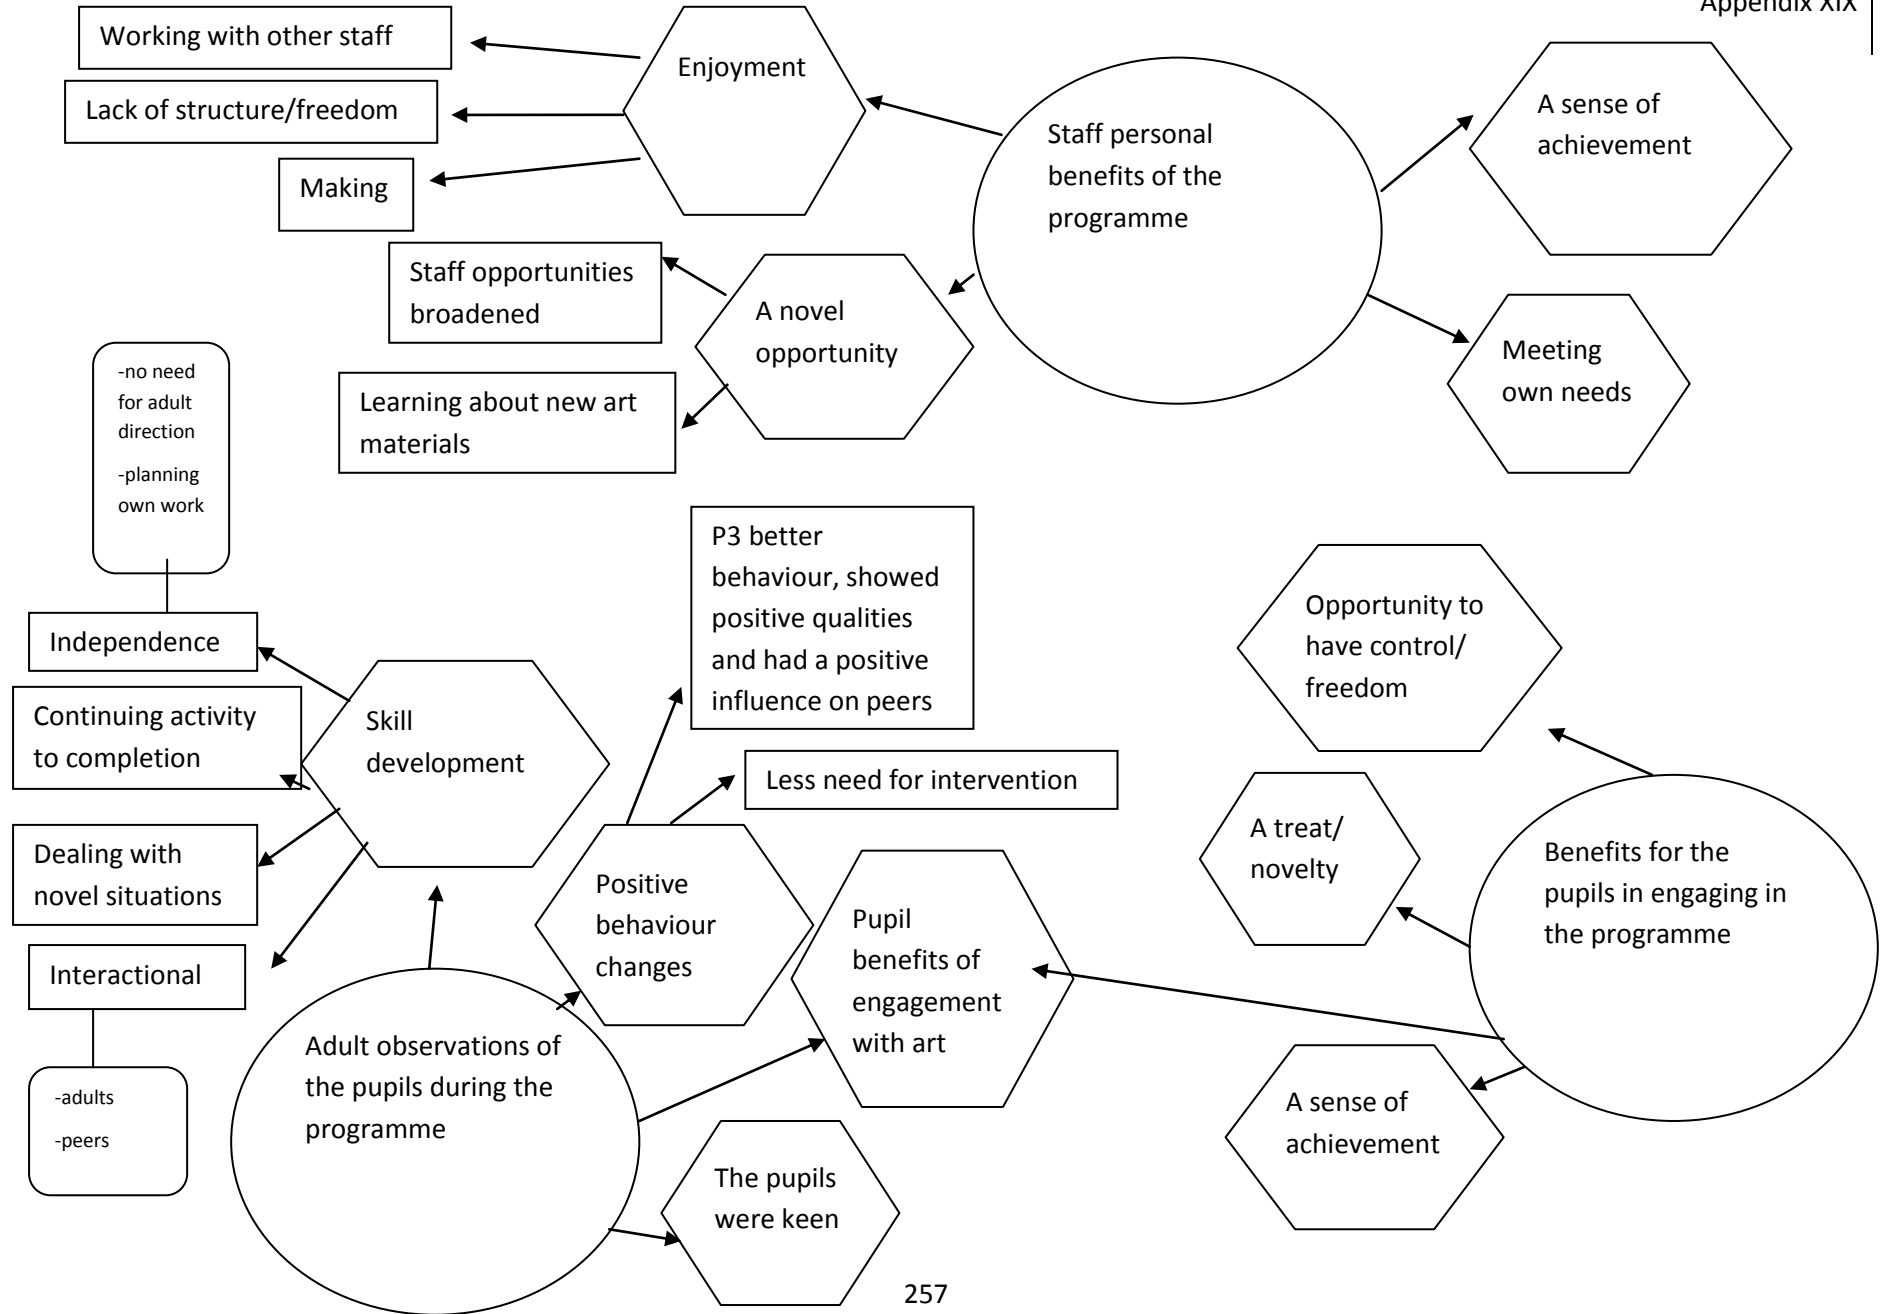 Appendix XIX
Working with other staff
Lack of structure/freedom
Making
Enjoyment
Staff personal
benefits of the
programme
A sense of
achievement
Staff opportunities
broadened
A novel
opportunity
Learning about new art
materials
Meeting
own needs
-no need
for adult
direction
-planning
own work
Independence
Continuing activity
to completion
Dealing with
novel situations
Interactional
-adults
-peers
Skill
development
P3 better
behaviour, showed
positive qualities
and had a positive
influence on peers
Less need for intervention
Positive
behaviour
changes
Pupil
benefits of
engagement
with art
Adult observations of
the pupils during the
programme
The pupils
were keen
Opportunity to
have control/
freedom
A treat/
novelty
Benefits for the
pupils in engaging in
the programme
A sense of
achievement
257